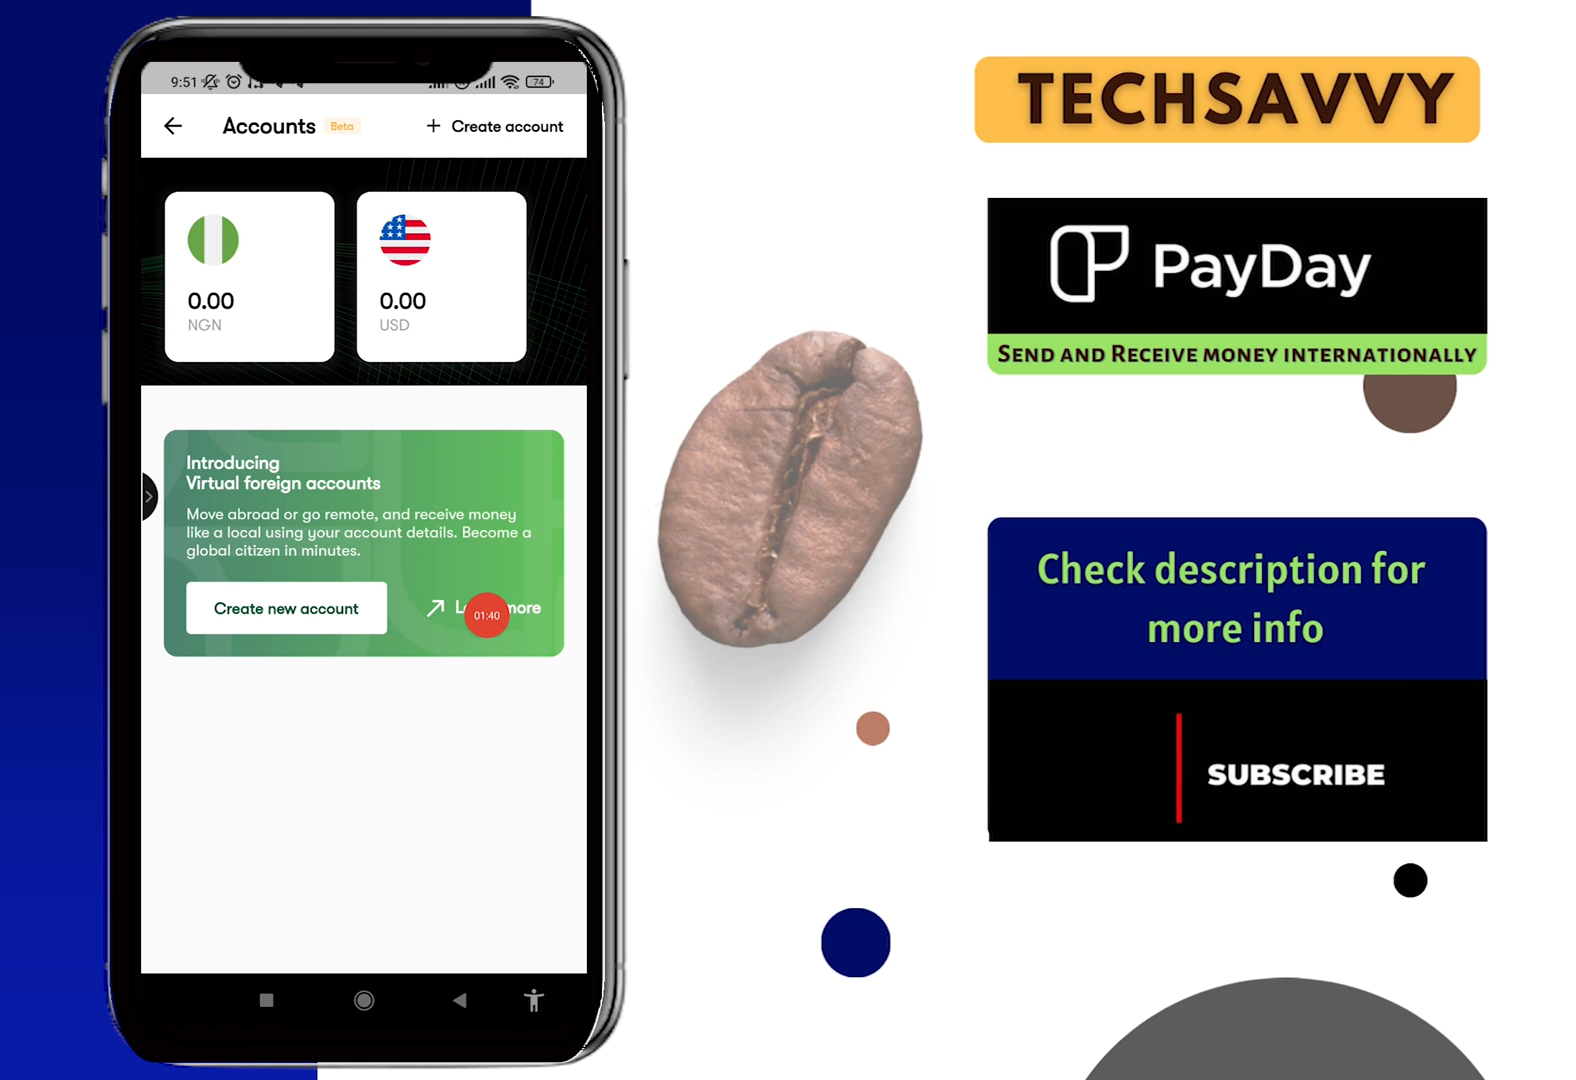 9:51
74
Accounts Beta + Create account
0.00
NGN
0.00
USD
Introducing
Virtual foreign accounts
Move abroad or go remote, and receive money
like a local using your account details. Become a
global citizen in minutes.
Create new account
more
01:40
TECHSAVVY
PayDay
SEND AND RECEIVE MONEY INTERNATIONALLY
Check description for
more info
SUBSCRIBE